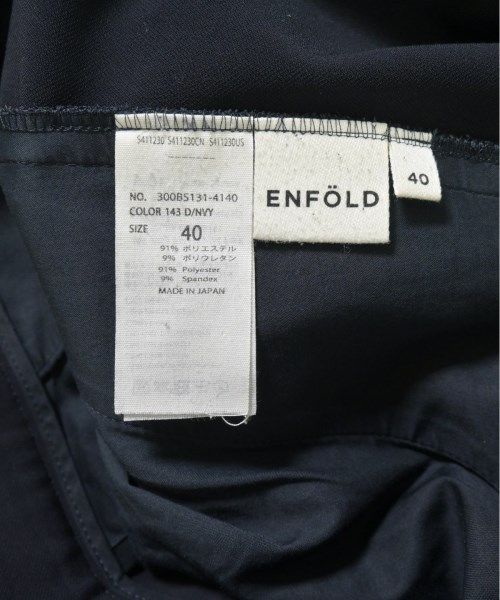 S411230 S411230CN S411230US
NO. 300BS131-4140
COLOR 143 D/NVY
SIZE 40
91% ポリエステル
9% ポリウレタン
91% Polyester
9% Spandex
MADE IN JAPAN
ENFÖLD
40